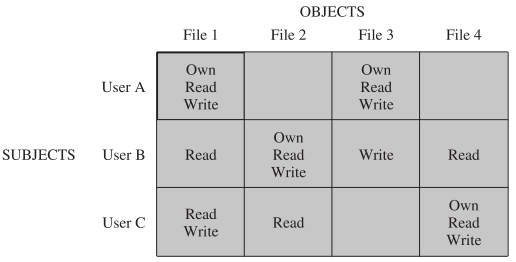 OBJECTS
File 1 File 2 File 3 File 4
User A
Own
Read
Write
Own
Read
Write
SUBJECTS
User B
Read
Own
Read
Write
Write
Read
User C
Read
Write
Read
Own
Read
Write